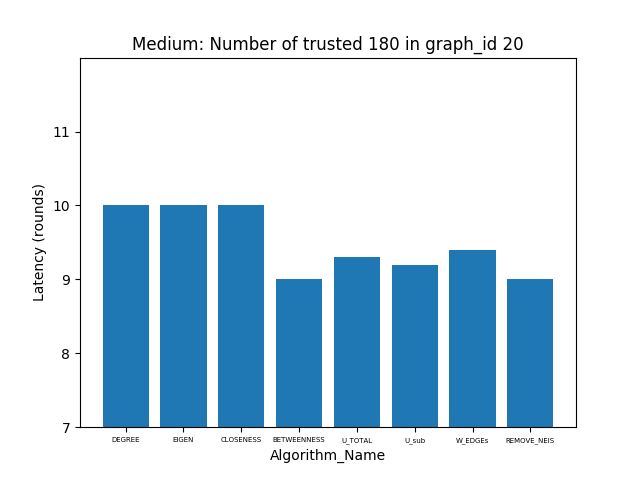 Medium: Number of trusted 180 in graph_id 20
Latency (rounds)
11
10
9
8
7
DEGREE EIGEN CLOSENESS BETWEENNESS U_TOTAL U_sub W_EDGEs REMOVE_NEIS
Algorithm_Name